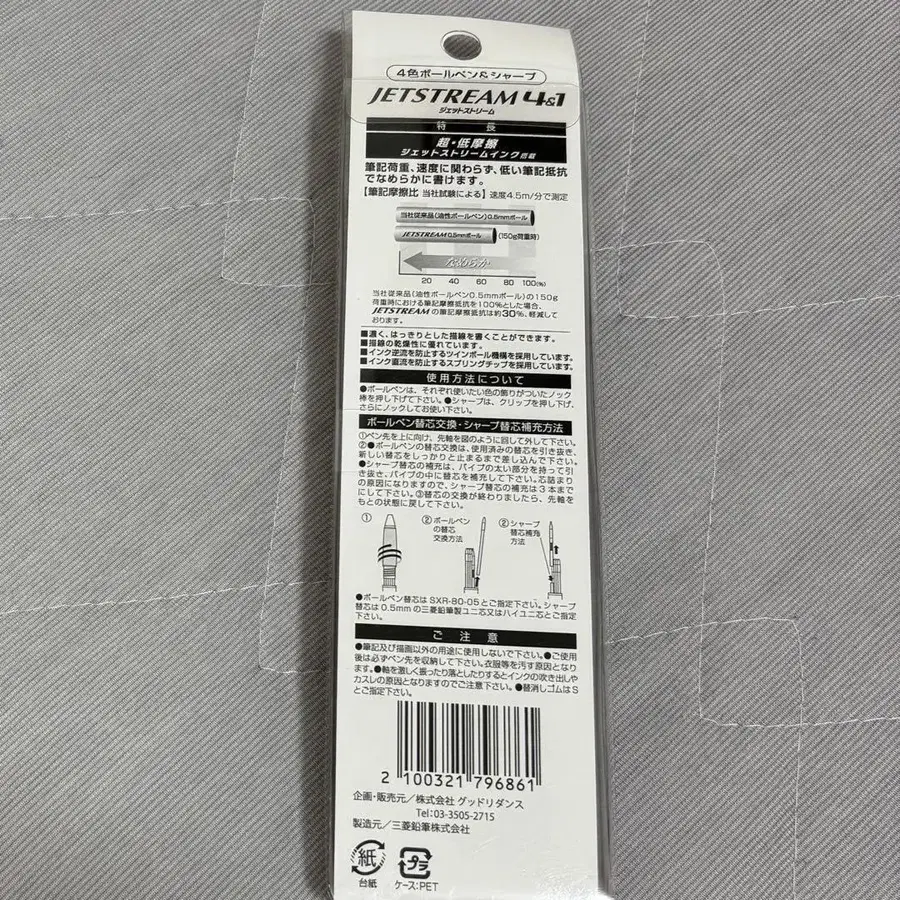 4色ボールペン&シャープ
JETSTREAM 4&1
ジェットストリーム
特長
超・低摩擦
ジェットストリームインク搭載
筆記荷重、速度に関わらず、低い筆記抵抗
でなめらかに書けます。
【筆記摩擦比 当社試験による】速度4.5m/分で測定
当社従来品(油性ボールペン)0.5mmボール
JETSTREAM0.5mmボール (150g荷重時)
なめらか
20 40 60 80 100(%)
当社従来品(油性ボールペン0.5mmボール)の150g
荷重時における筆記摩擦抵抗を100%とした場合、
JETSTREAMの筆記摩擦抵抗は約30%、軽減して
おります。
■濃く、はっきりとした描線を書くことができます。
■描線の乾燥性に優れています。
■インク逆流を防止するツインボール機構を採用しています。
■インク直流を防止するスプリングチップを採用しています。
使用方法について
●ボールペンは、それぞれ使いたい色の飾りがついたノック
棒を押し下げて下さい。●シャープは、クリップを押し下げ、
さらにノックしてお使い下さい。
ボールペン替芯交換・シャープ替芯補充方法
①ペン先を上に向け、先軸を図のように回して外して下さい。
②●ボールペンの替芯交換は、使用済みの替芯を引き抜き、
新しい替芯をしっかりと止まるまで差し込んで下さい。
●シャープ替芯の補充は、パイプの太い部分を持って引
き抜き、パイプの中に替芯を補充して下さい。芯詰まり
の原因になりますので、シャープ替芯の補充は3本まで
にして下さい。③替芯の交換が終わりましたら、先軸を
もとの状態に戻して下さい。
① ②ボールペン の替芯 交換方法 ②シャープ 替芯補充 方法
●ボールペン替芯はSXR-80-05とご指定下さい。シャープ
替芯は0.5mmの三菱鉛筆製ユニ芯又はハイユニ芯とご指
定下さい。
ご注意
●筆記及び描画以外の用途に使用しないで下さい。●ご使用
後は必ずペン先を収納して下さい。衣服等を汚す原因となり
ます。●軸を激しく振ったり落としたりするとインクの吹き出しや
カスレの原因となりますのでご注意下さい。●替消しゴムはS
とご指定下さい。
2 100321 796861
企画・販売元/株式会社 グッドリダンス
Tel:03-3505-2715
製造元/三菱鉛筆株式会社
紙 プラ
台紙 ケース:PET